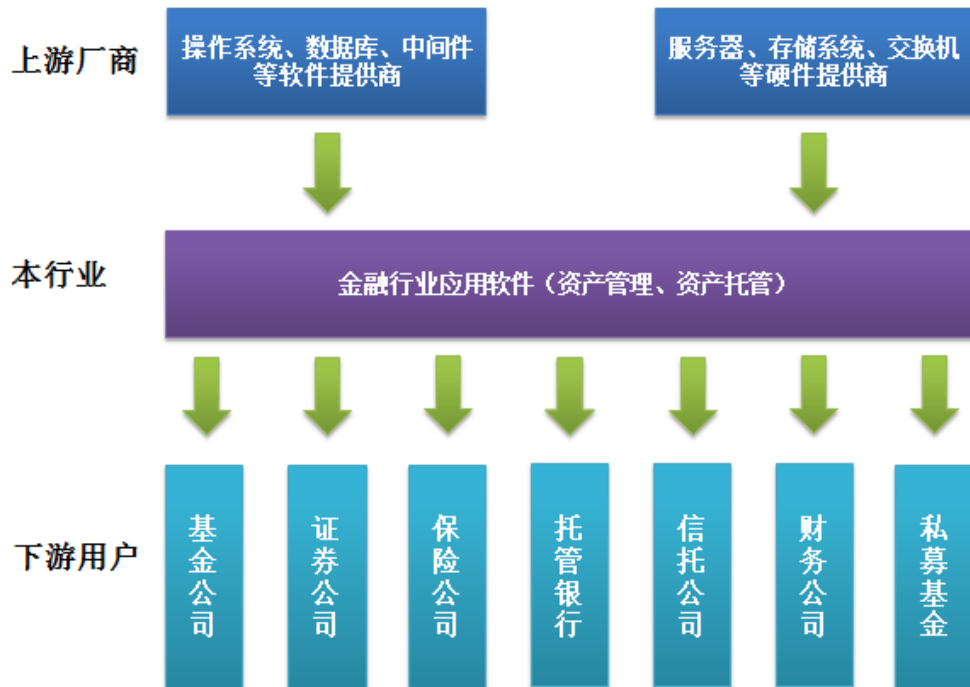 上游厂商
操作系统、数据库、中间件
等软件提供商
服务器、存储系统、交换机
等硬件提供商
本行业
金融行业应用软件（资产管理、资产托管）
下游用户
基金公司
证券公司
保险公司
托管银行
信托公司
财务公司
私募基金